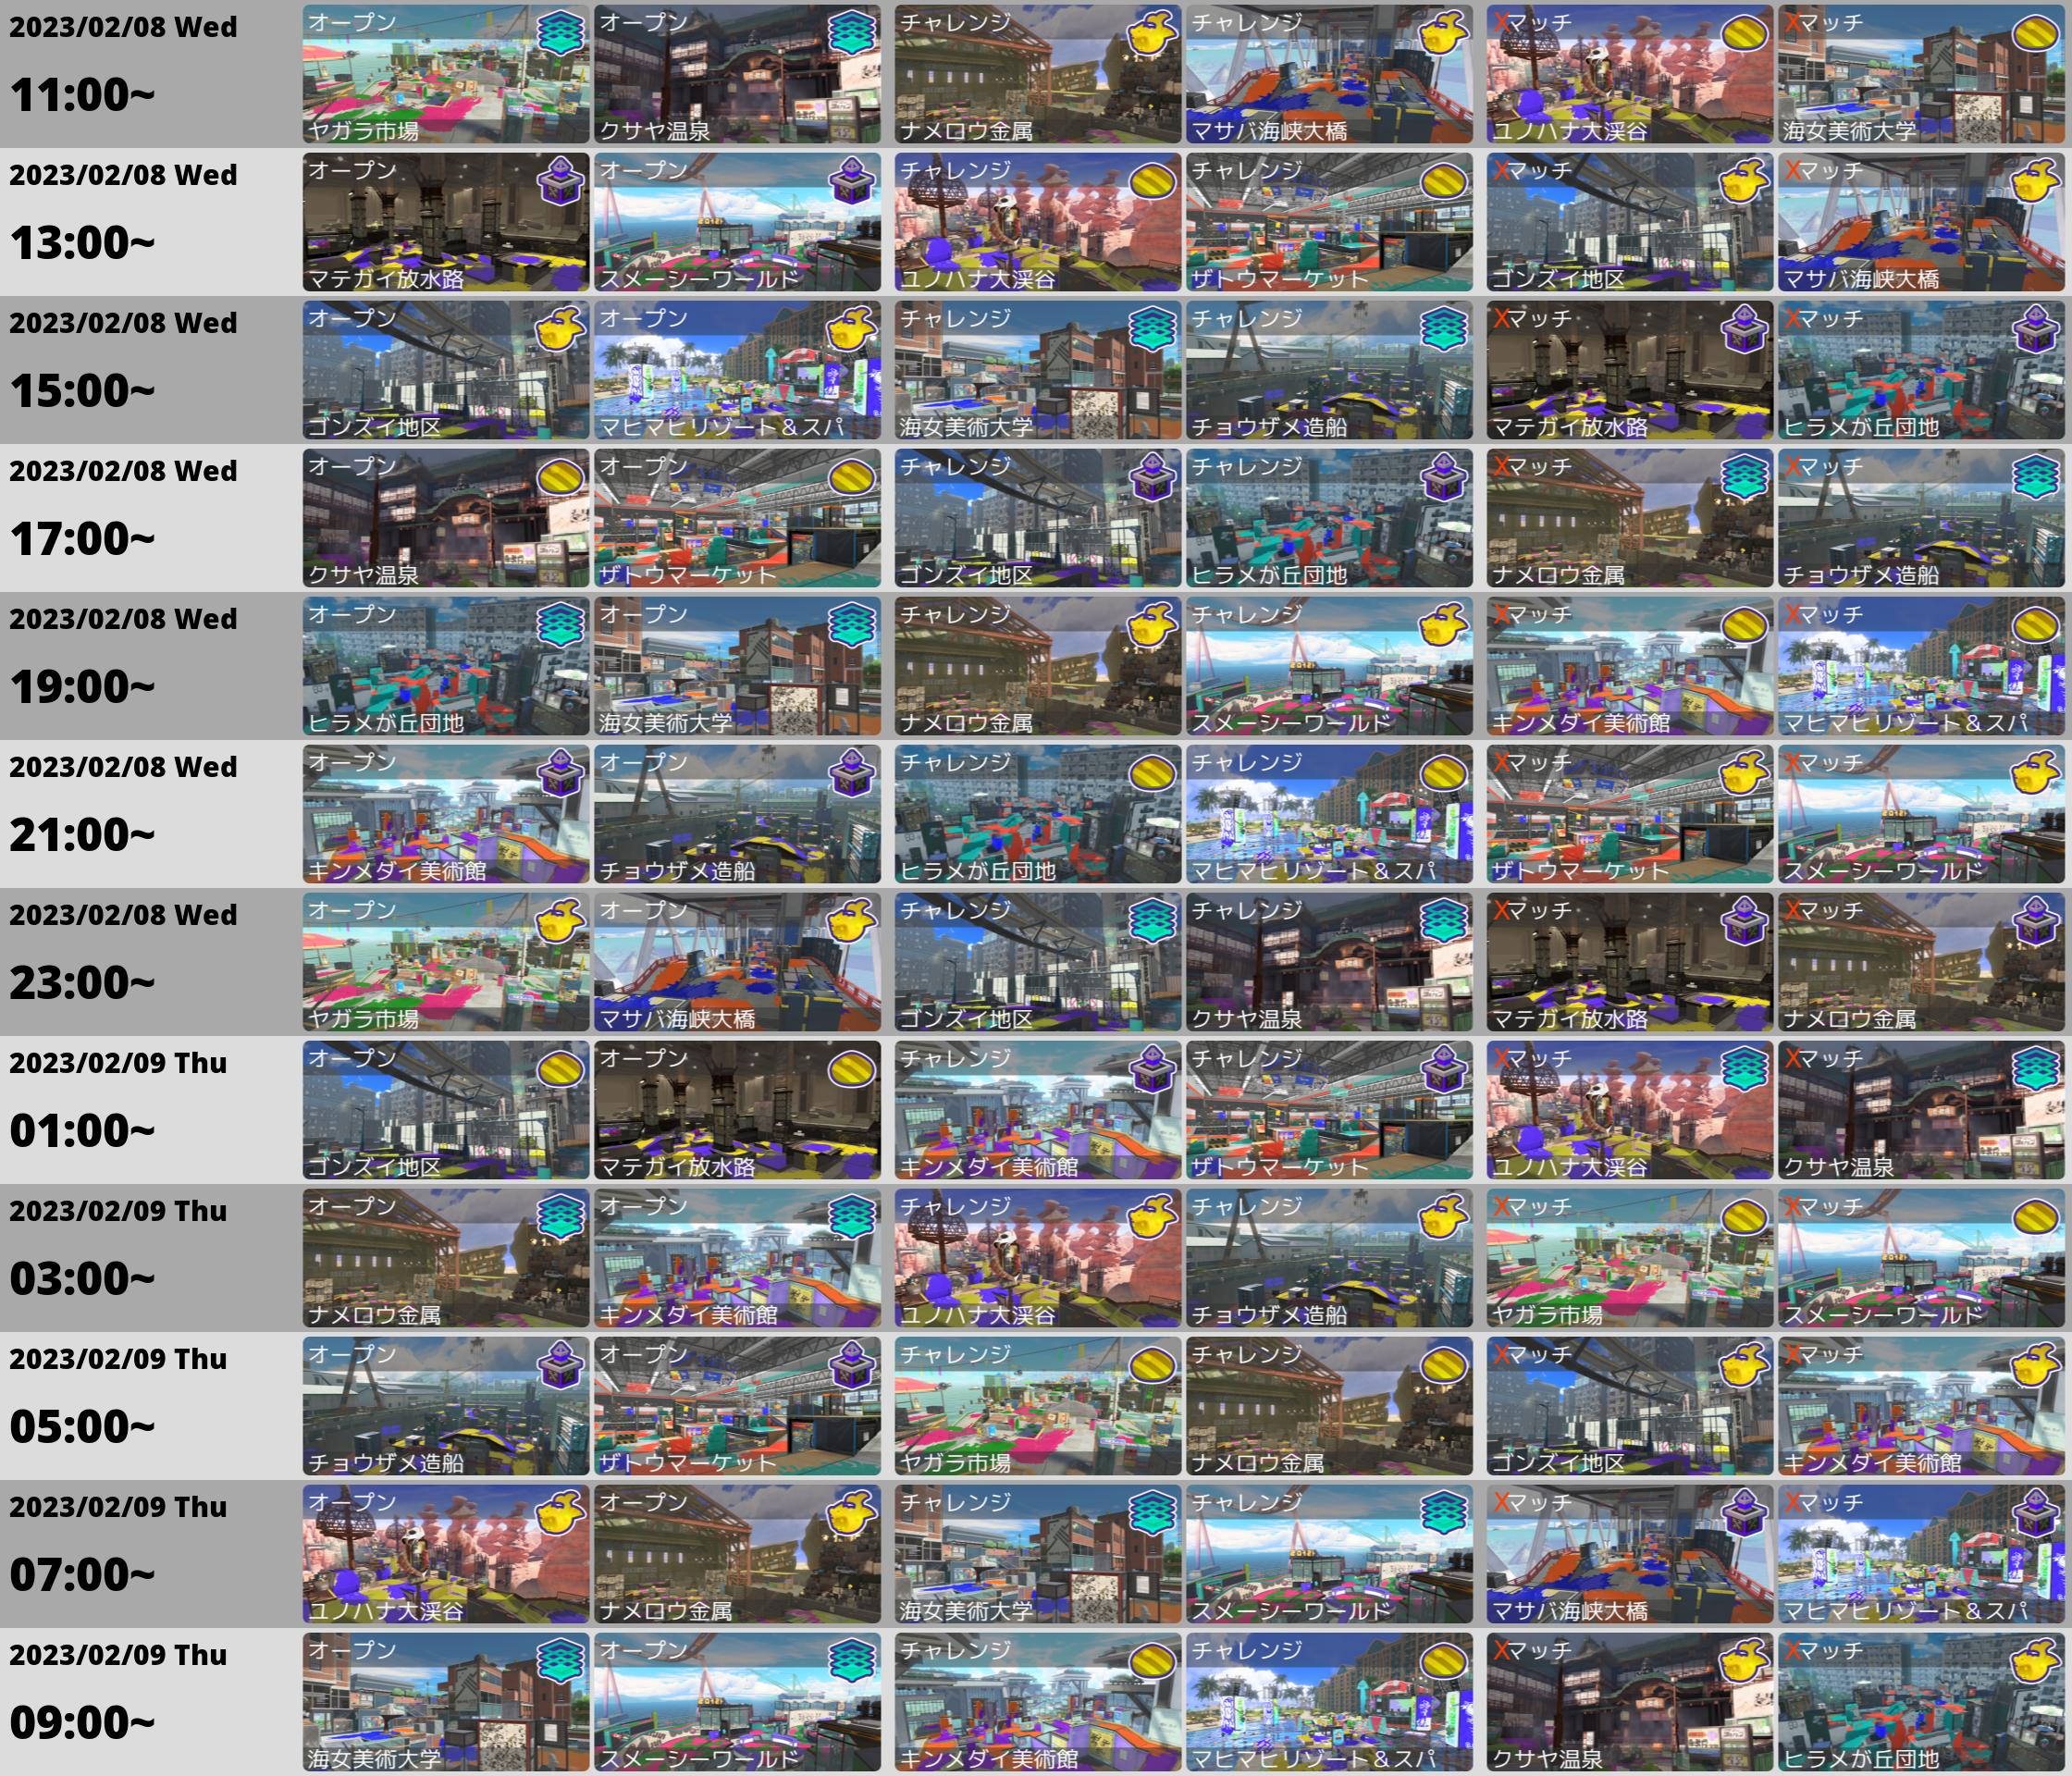 2023/02/08 Wed
11:00~
オープン オープン チャレンジ チャレンジ Xマッチ Xマッチ
ヤガラ市場 クサヤ温泉 ナメロウ金属 マサバ海峡大橋 ユノハナ大渓谷 海女美術大学
2023/02/08 Wed
13:00~
オープン オープン チャレンジ チャレンジ Xマッチ Xマッチ
マテガイ放水路 スメーシーワールド ユノハナ大渓谷 ザトウマーケット ゴンズイ地区 マサバ海峡大橋
2023/02/08 Wed
15:00~
オープン オープン チャレンジ チャレンジ Xマッチ Xマッチ
ゴンズイ地区 マヒマヒリゾート＆スパ 海女美術大学 チョウザメ造船 マテガイ放水路 ヒラメが丘団地
2023/02/08 Wed
17:00~
オープン オープン チャレンジ チャレンジ Xマッチ Xマッチ
クサヤ温泉 ザトウマーケット ゴンズイ地区 ヒラメが丘団地 ナメロウ金属 チョウザメ造船
2023/02/08 Wed
19:00~
オープン オープン チャレンジ チャレンジ Xマッチ Xマッチ
ヒラメが丘団地 海女美術大学 ナメロウ金属 スメーシーワールド キンメダイ美術館 マヒマヒリゾート＆スパ
2023/02/08 Wed
21:00~
オープン オープン チャレンジ チャレンジ Xマッチ Xマッチ
キンメダイ美術館 チョウザメ造船 ヒラメが丘団地 マヒマヒリゾート＆スパ ザトウマーケット スメーシーワールド
2023/02/08 Wed
23:00~
オープン オープン チャレンジ チャレンジ Xマッチ Xマッチ
ヤガラ市場 マサバ海峡大橋 ゴンズイ地区 クサヤ温泉 マテガイ放水路 ナメロウ金属
2023/02/09 Thu
01:00~
オープン オープン チャレンジ チャレンジ Xマッチ Xマッチ
ゴンズイ地区 マテガイ放水路 キンメダイ美術館 ザトウマーケット ユノハナ大渓谷 クサヤ温泉
2023/02/09 Thu
03:00~
オープン オープン チャレンジ チャレンジ Xマッチ Xマッチ
ナメロウ金属 キンメダイ美術館 ユノハナ大渓谷 チョウザメ造船 ヤガラ市場 スメーシーワールド
2023/02/09 Thu
05:00~
オープン オープン チャレンジ チャレンジ Xマッチ Xマッチ
チョウザメ造船 ザトウマーケット ヤガラ市場 ナメロウ金属 ゴンズイ地区 キンメダイ美術館
2023/02/09 Thu
07:00~
オープン オープン チャレンジ チャレンジ Xマッチ Xマッチ
ユノハナ大渓谷 ナメロウ金属 海女美術大学 スメーシーワールド マサバ海峡大橋 マヒマヒリゾート＆スパ
2023/02/09 Thu
09:00~
オープン オープン チャレンジ チャレンジ Xマッチ Xマッチ
海女美術大学 スメーシーワールド キンメダイ美術館 マヒマヒリゾート＆スパ クサヤ温泉 ヒラメが丘団地